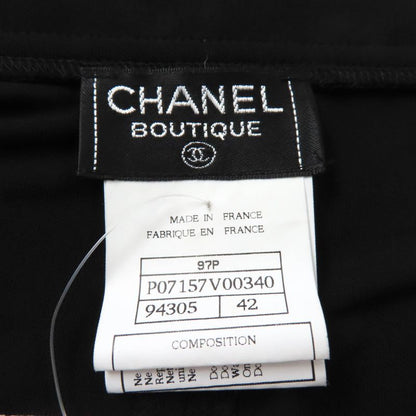 CHANEL
BOUTIQUE
MADE IN FRANCE
FABRIQUE EN FRANCE
97P
P07157V00340
94305 42
COMPOSITION